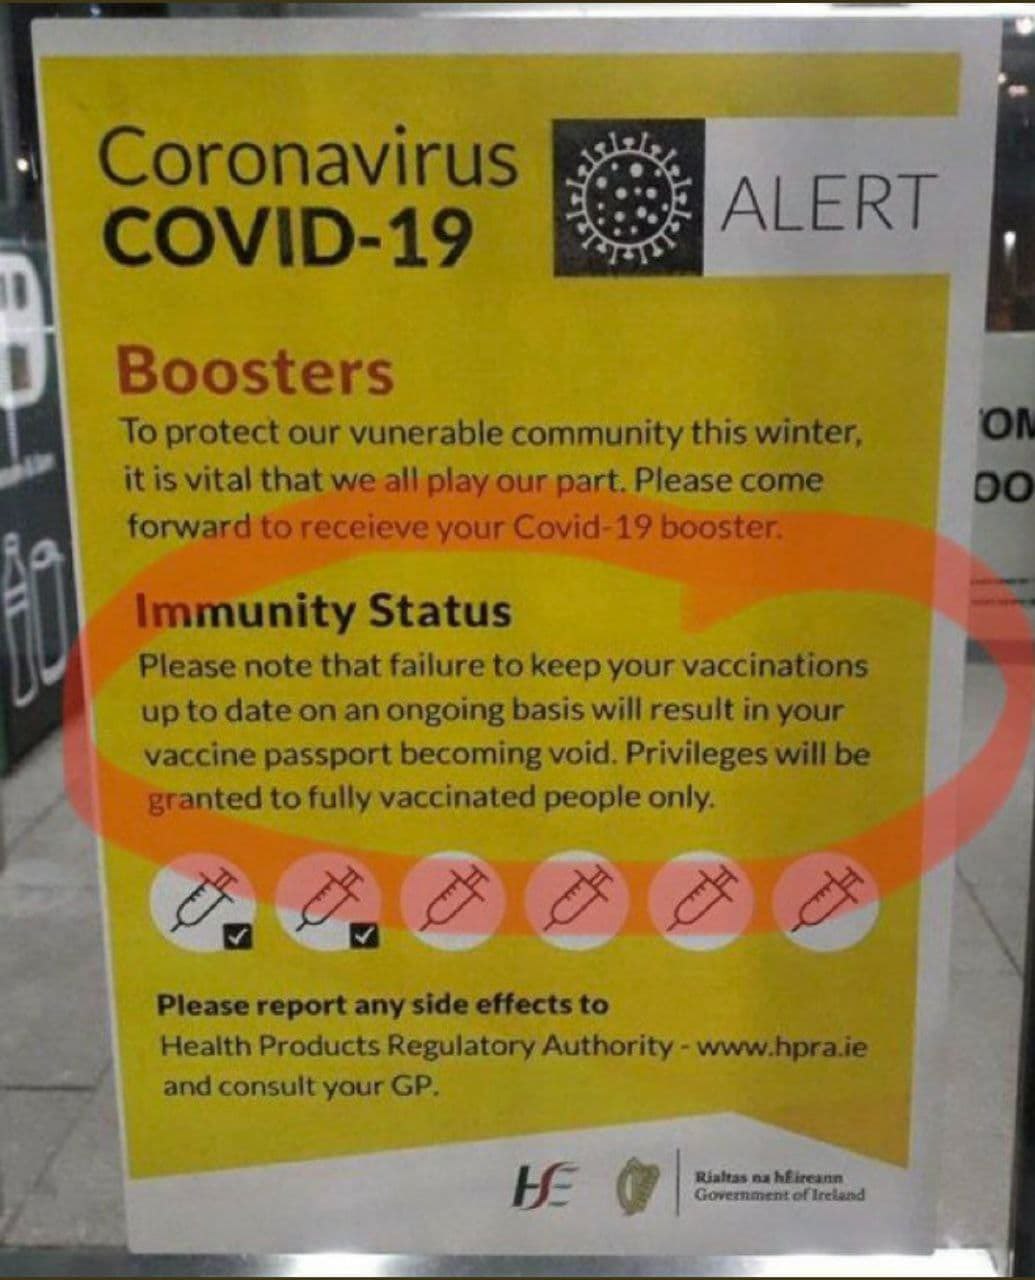 Coronavirus
COVID-19
ALERT
Boosters
To protect our vunerable community this winter,
it is vital that we all play our part. Please come
forward to receieve your Covid-19 booster.
Immunity Status
Please note that failure to keep your vaccinations
up to date on an ongoing basis will result in your
vaccine passport becoming void. Privileges will be
granted to fully vaccinated people only.
Please report any side effects to
Health Products Regulatory Authority - www.hpra.ie
and consult your GP.
HSE
Rialtas na hÉireann
Government of Ireland